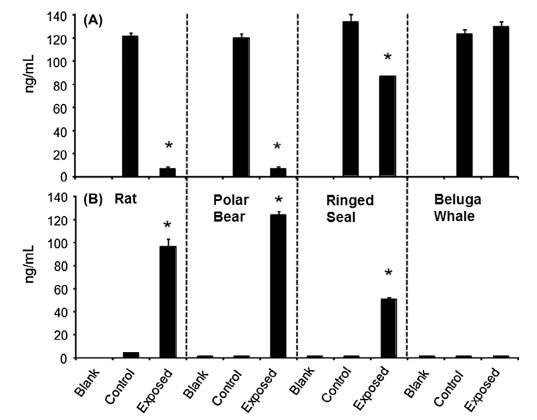 (A)
ng/mL
140
120
100
80
60
40
20
0
*
*
*
(B)
Rat
Polar
Bear
Ringed
Seal
Beluga
Whale
ng/mL
140
120
100
80
60
40
20
0
*
*
*
Blank
Control
Exposed
Blank
Control
Exposed
Blank
Control
Exposed
Blank
Control
Exposed